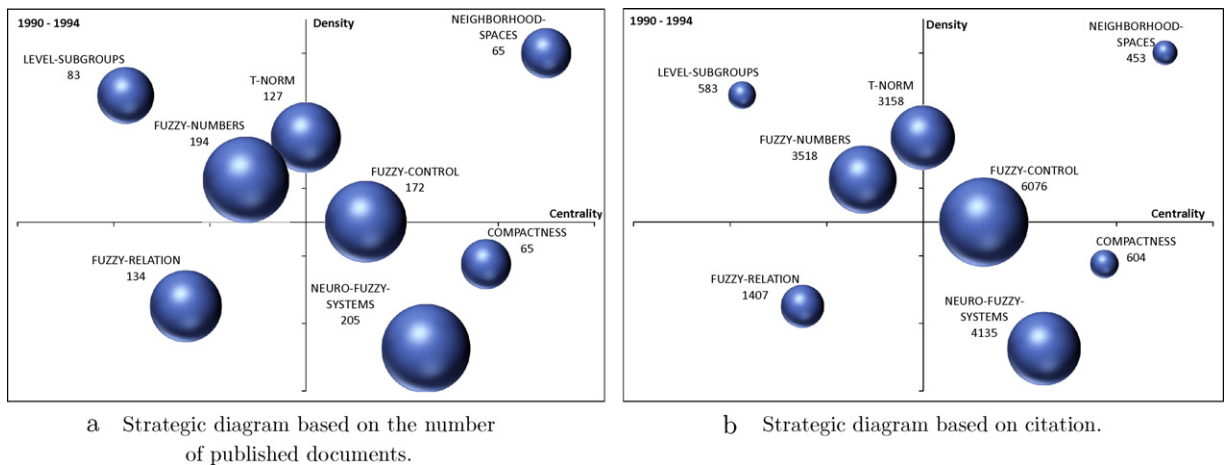 1990 - 1994
Density
NEIGHBORHOOD-
SPACES
65
LEVEL-SUBGROUPS
83
T-NORM
127
FUZZY-NUMBERS
194
FUZZY-CONTROL
172
Centrality
COMPACTNESS
65
FUZZY-RELATION
134
NEURO-FUZZY-
SYSTEMS
205
a Strategic diagram based on the number
of published documents.
1990 - 1994
Density
NEIGHBORHOOD-
SPACES
453
LEVEL-SUBGROUPS
583
T-NORM
3158
FUZZY-NUMBERS
3518
FUZZY-CONTROL
6076
Centrality
COMPACTNESS
604
FUZZY-RELATION
1407
NEURO-FUZZY-
SYSTEMS
4135
b Strategic diagram based on citation.